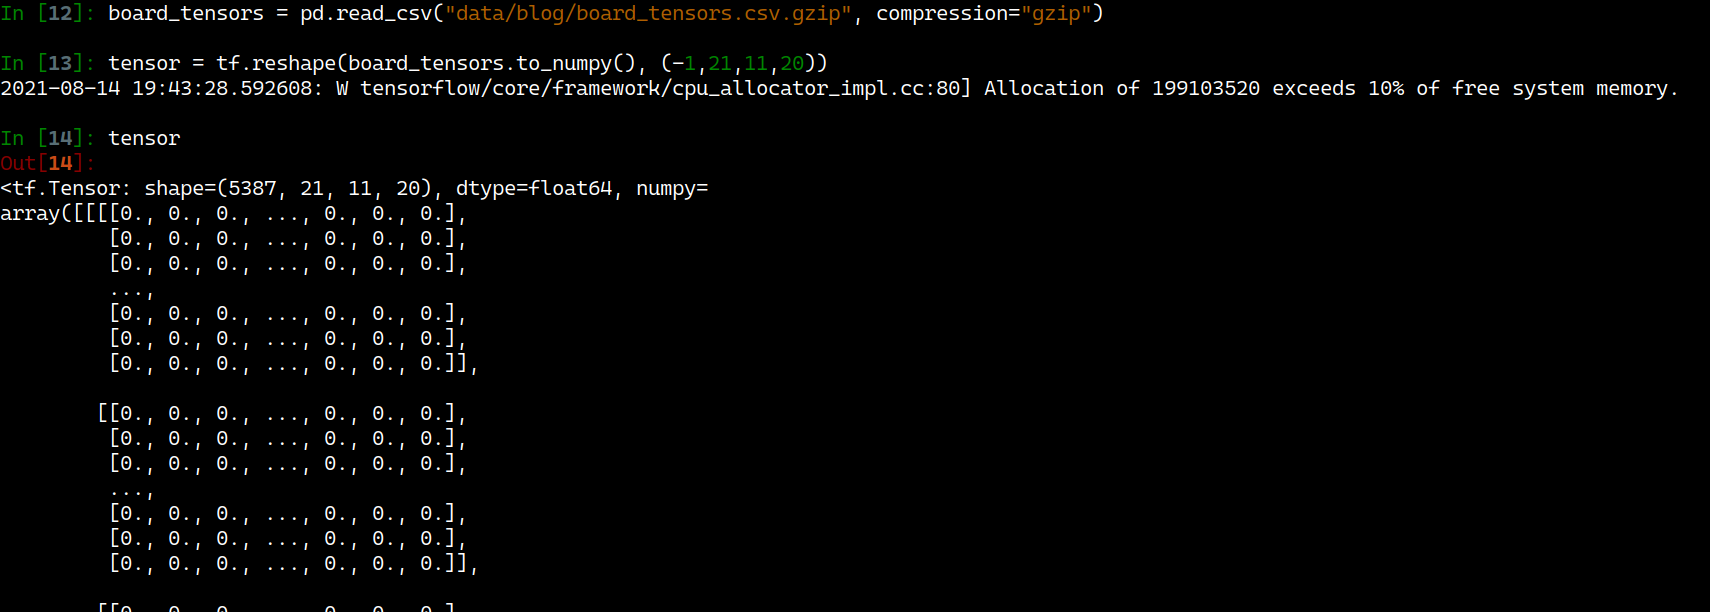 In [12]: board_tensors = pd.read_csv("data/blog/board_tensors.csv.gzip", compression="gzip")
In [13]: tensor = tf.reshape(board_tensors.to_numpy(), (-1,21,11,20))
2021-08-14 19:43:28.592608: W tensorflow/core/framework/cpu_allocator_impl.cc:80] Allocation of 199103520 exceeds 10% of free system memory.
In [14]: tensor
Out[14]:
<tf.Tensor: shape=(5387, 21, 11, 20), dtype=float64, numpy=
array([[[[0., 0., 0., ..., 0., 0., 0.],
[0., 0., 0., ..., 0., 0., 0.],
[0., 0., 0., ..., 0., 0., 0.],
...,
[0., 0., 0., ..., 0., 0., 0.],
[0., 0., 0., ..., 0., 0., 0.],
[0., 0., 0., ..., 0., 0., 0.]],
[[0., 0., 0., ..., 0., 0., 0.],
[0., 0., 0., ..., 0., 0., 0.],
[0., 0., 0., ..., 0., 0., 0.],
...,
[0., 0., 0., ..., 0., 0., 0.],
[0., 0., 0., ..., 0., 0., 0.],
[0., 0., 0., ..., 0., 0., 0.]],